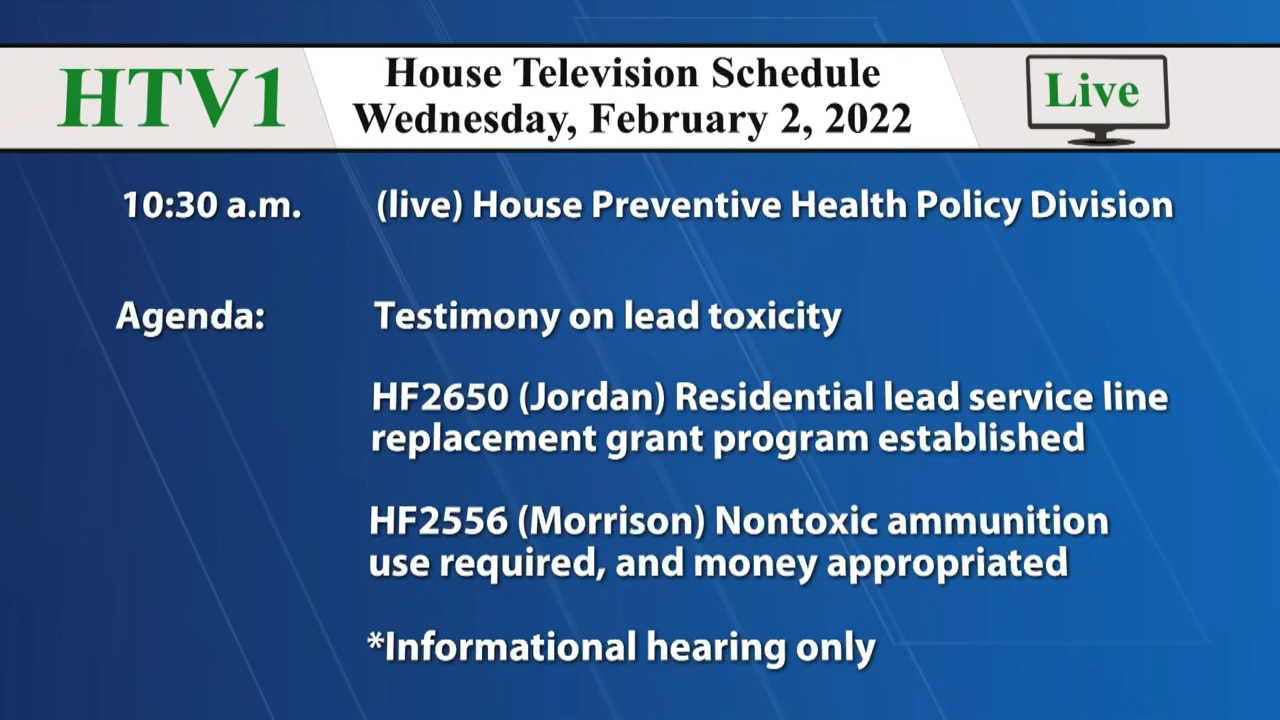 HTV1
House Television Schedule
Wednesday, February 2, 2022
Live
10:30 a.m. (live) House Preventive Health Policy Division
Agenda: Testimony on lead toxicity
HF2650 (Jordan) Residential lead service line
replacement grant program established
HF2556 (Morrison) Nontoxic ammunition
use required, and money appropriated
*Informational hearing only